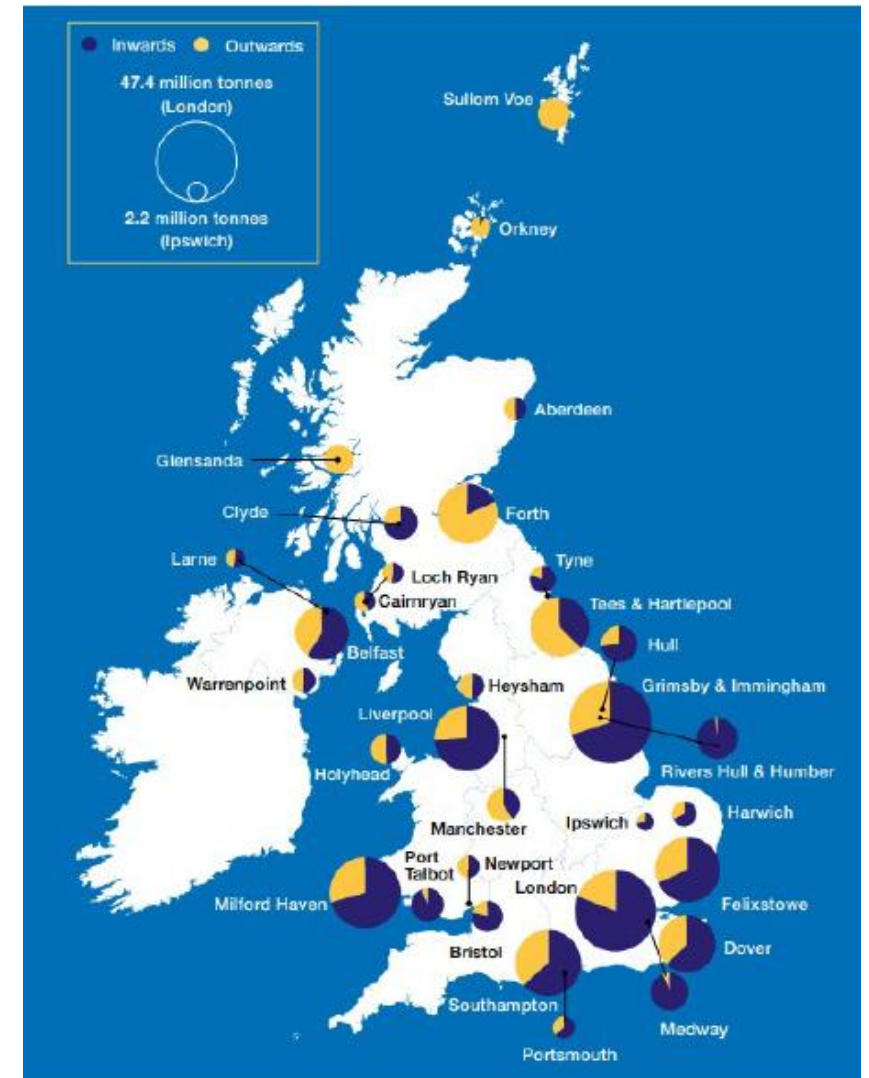 Inwards Outwards
47.4 million tonnes
(London)
2.2 million tonnes
(Ipswich)
Sullom Voe
Orkney
Aberdeen
Glensanda
Clyde
Forth
Larne
Loch Ryan
Tyne
Cairnryan
Tees & Hartlepool
Belfast
Hull
Warrenpoint
Heysham
Grimsby & Immingham
Liverpool
Holyhead
Rivers Hull & Humber
Manchester
Ipswich
Harwich
Port
Talbot
Newport
London
Milford Haven
Felixstowe
Bristol
Dover
Southampton
Medway
Portsmouth